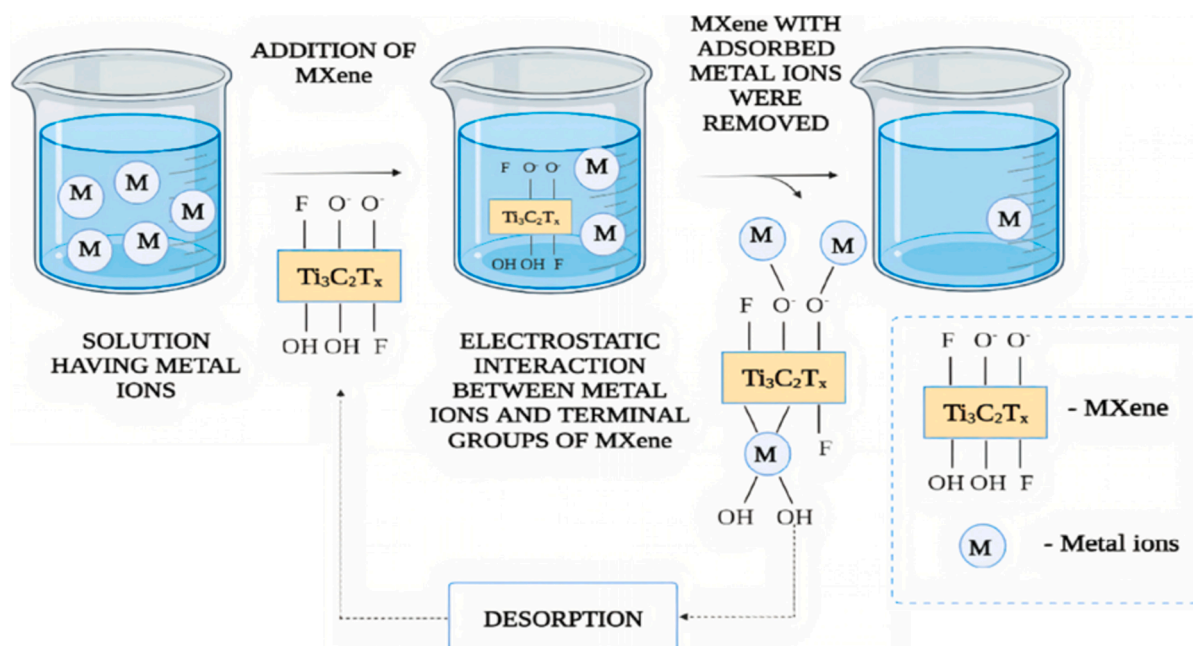 ADDITION OF
MXene
MXENE WITH
ADSORBED
METAL IONS
WERE
REMOVED
M
M
M
M
M
F O⁻ O⁻
Ti₃C₂Tₓ
OH OH F
F O⁻ O⁻
Ti₃C₂Tₓ
OH OH F
M
M
M
M
F O⁻ O⁻
Ti₃C₂Tₓ
M
F
OH OH
M
SOLUTION
HAVING METAL
IONS
ELECTROSTATIC
INTERACTION
BETWEEN METAL
IONS AND TERMINAL
GROUPS OF MXene
F O⁻ O⁻
Ti₃C₂Tₓ - MXene
OH OH F
M - Metal ions
DESORPTION